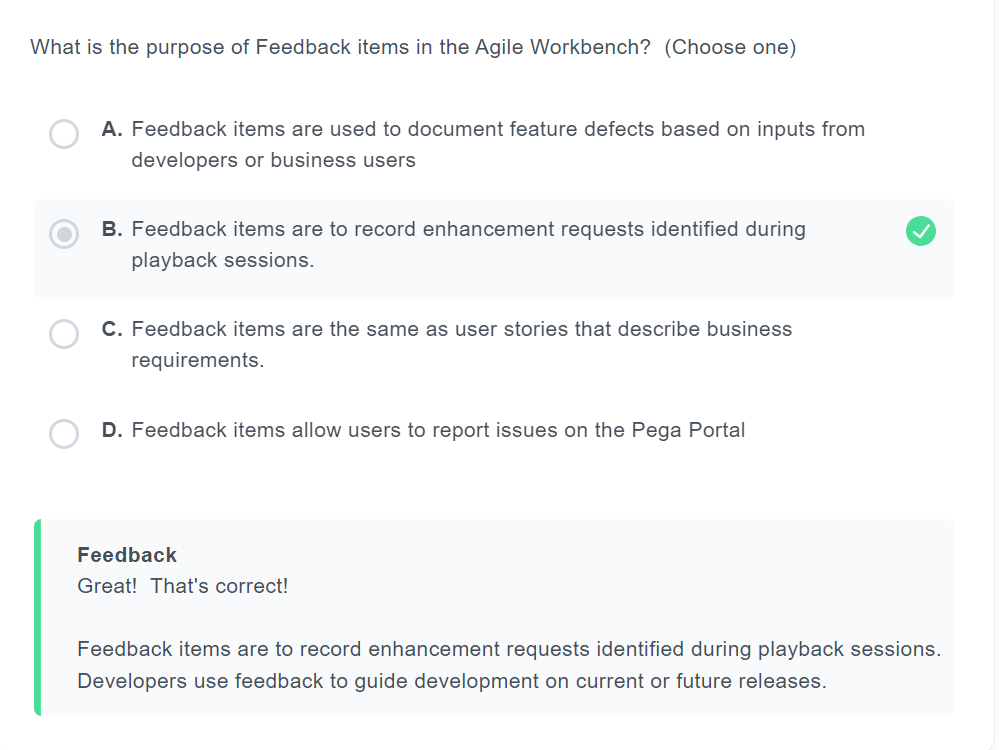 What is the purpose of Feedback items in the Agile Workbench?  (Choose one)
A. Feedback items are used to document feature defects based on inputs from
developers or business users
B. Feedback items are to record enhancement requests identified during
playback sessions.
C. Feedback items are the same as user stories that describe business
requirements.
D. Feedback items allow users to report issues on the Pega Portal
Feedback
Great!  That's correct!
Feedback items are to record enhancement requests identified during playback sessions.
Developers use feedback to guide development on current or future releases.